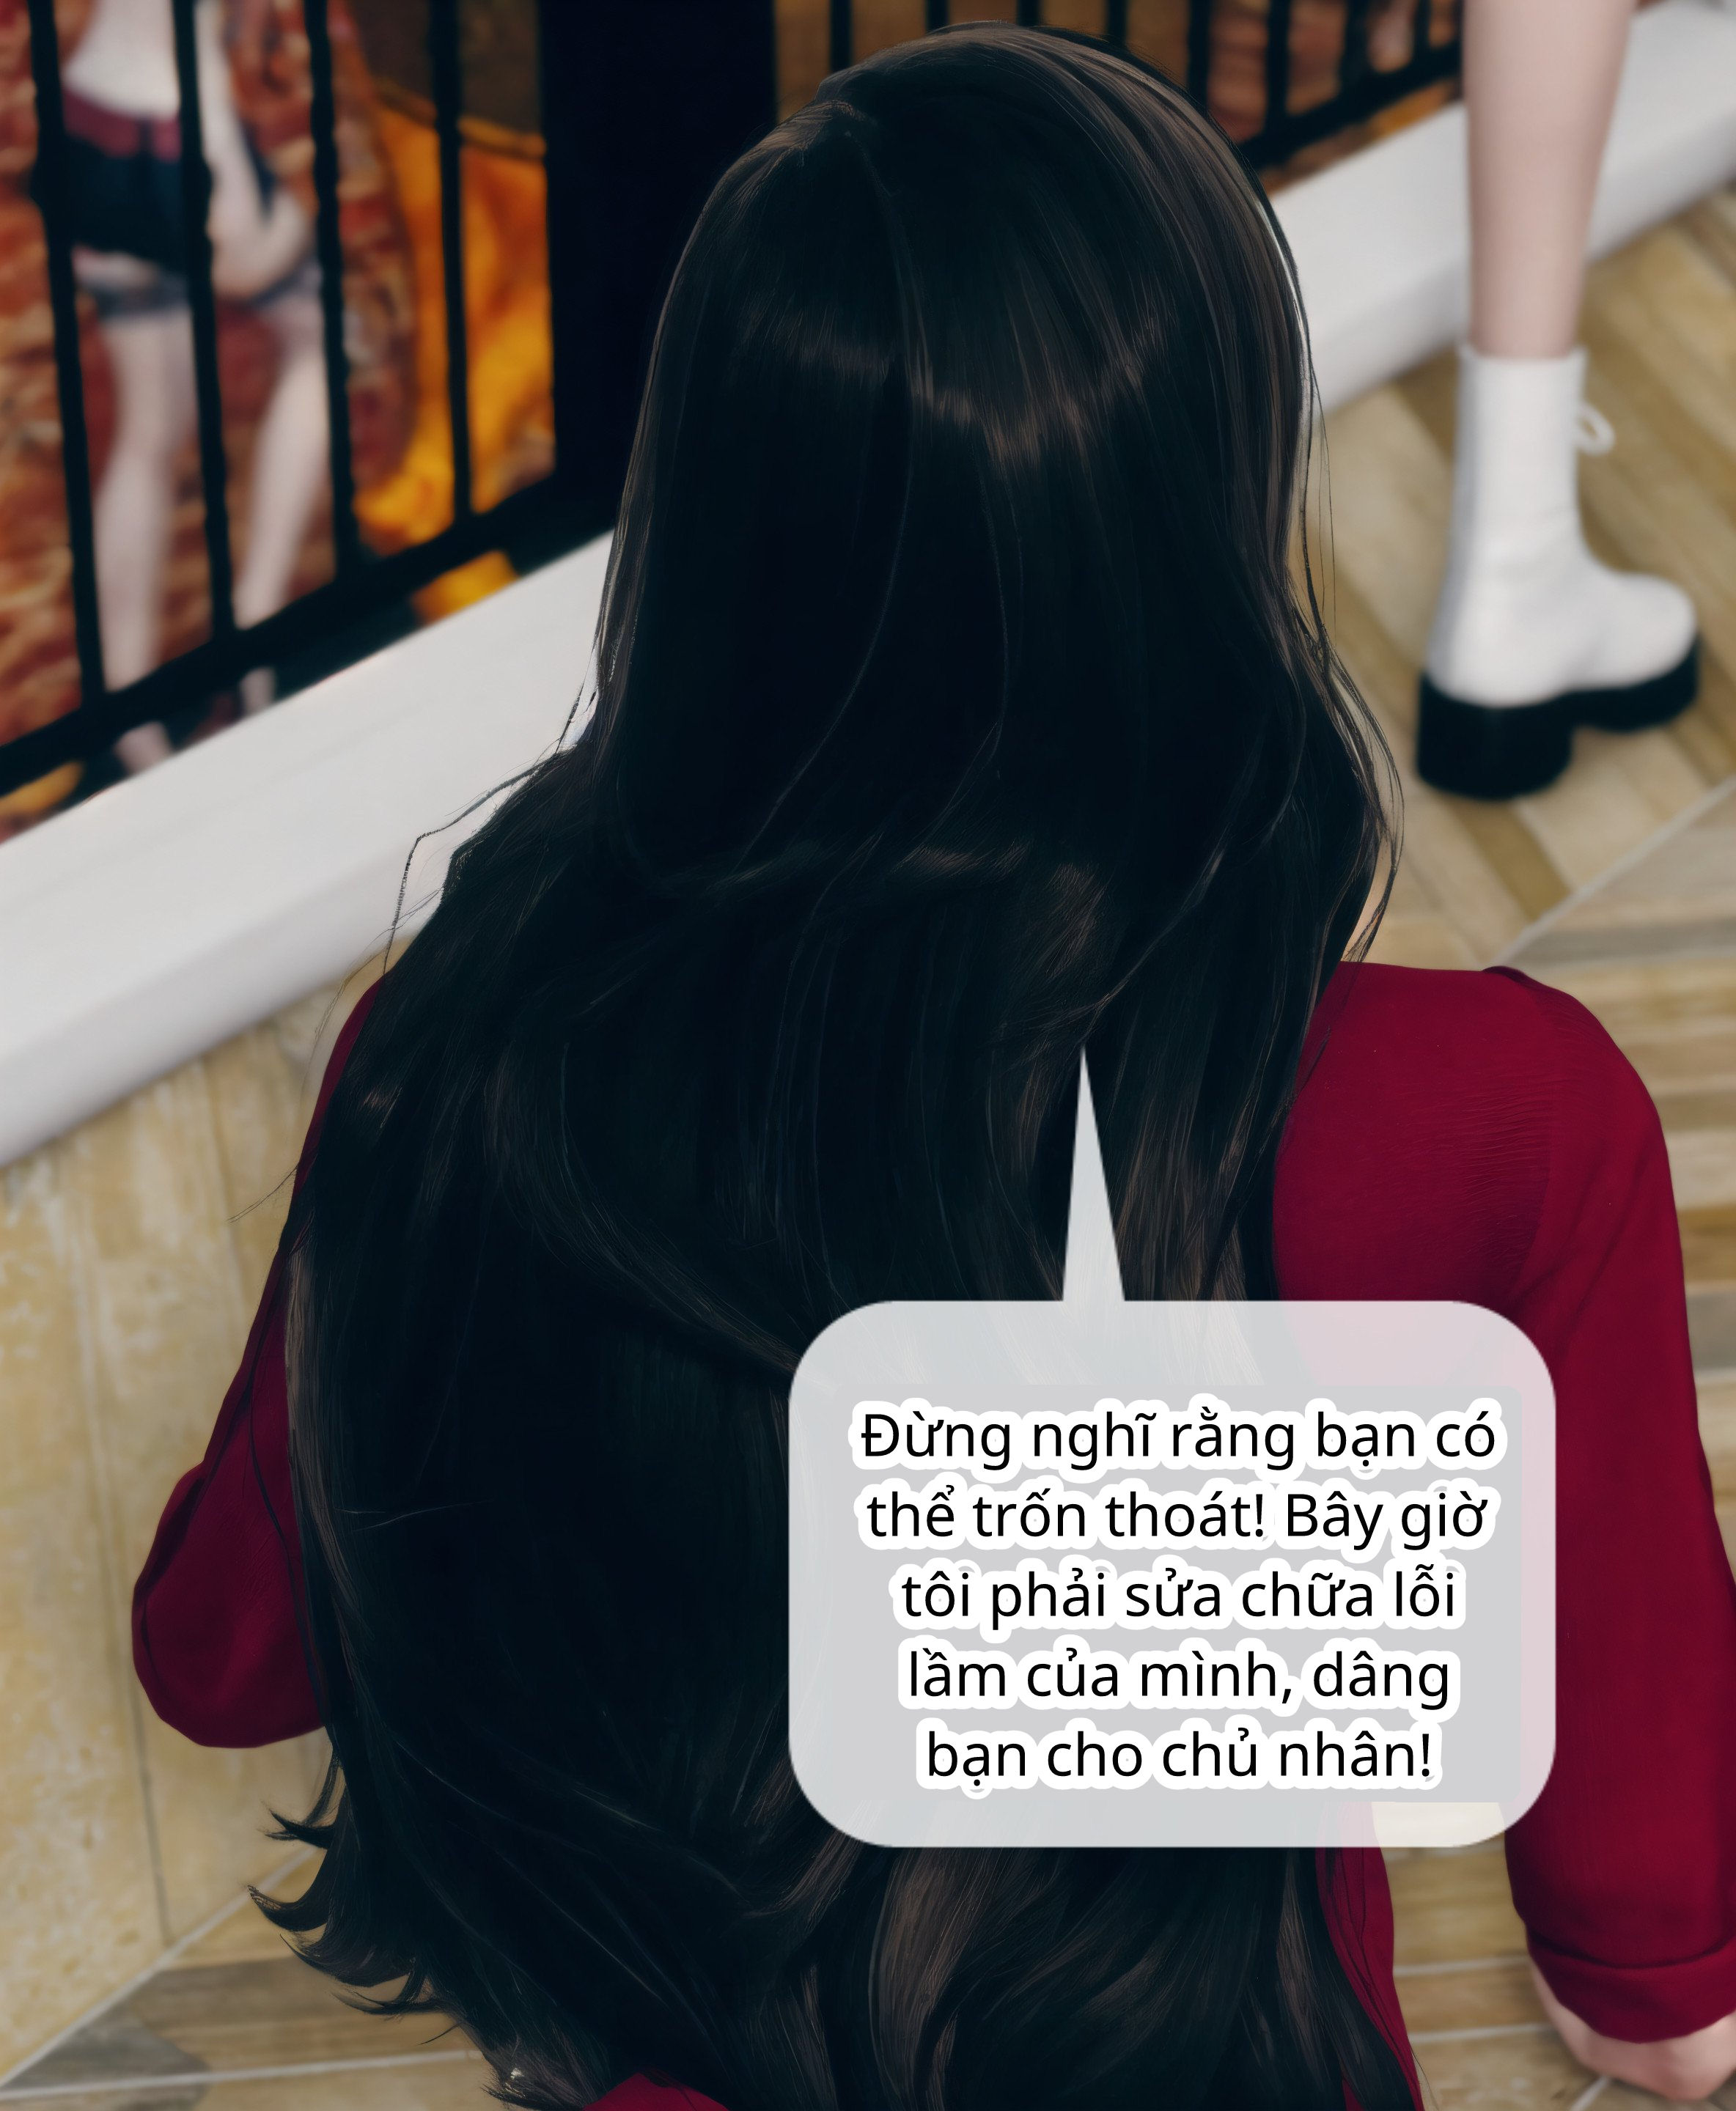 Đừng nghĩ rằng bạn có
thể trốn thoát! Bây giờ
tôi phải sửa chữa lỗi
lầm của mình, dâng
bạn cho chủ nhân!